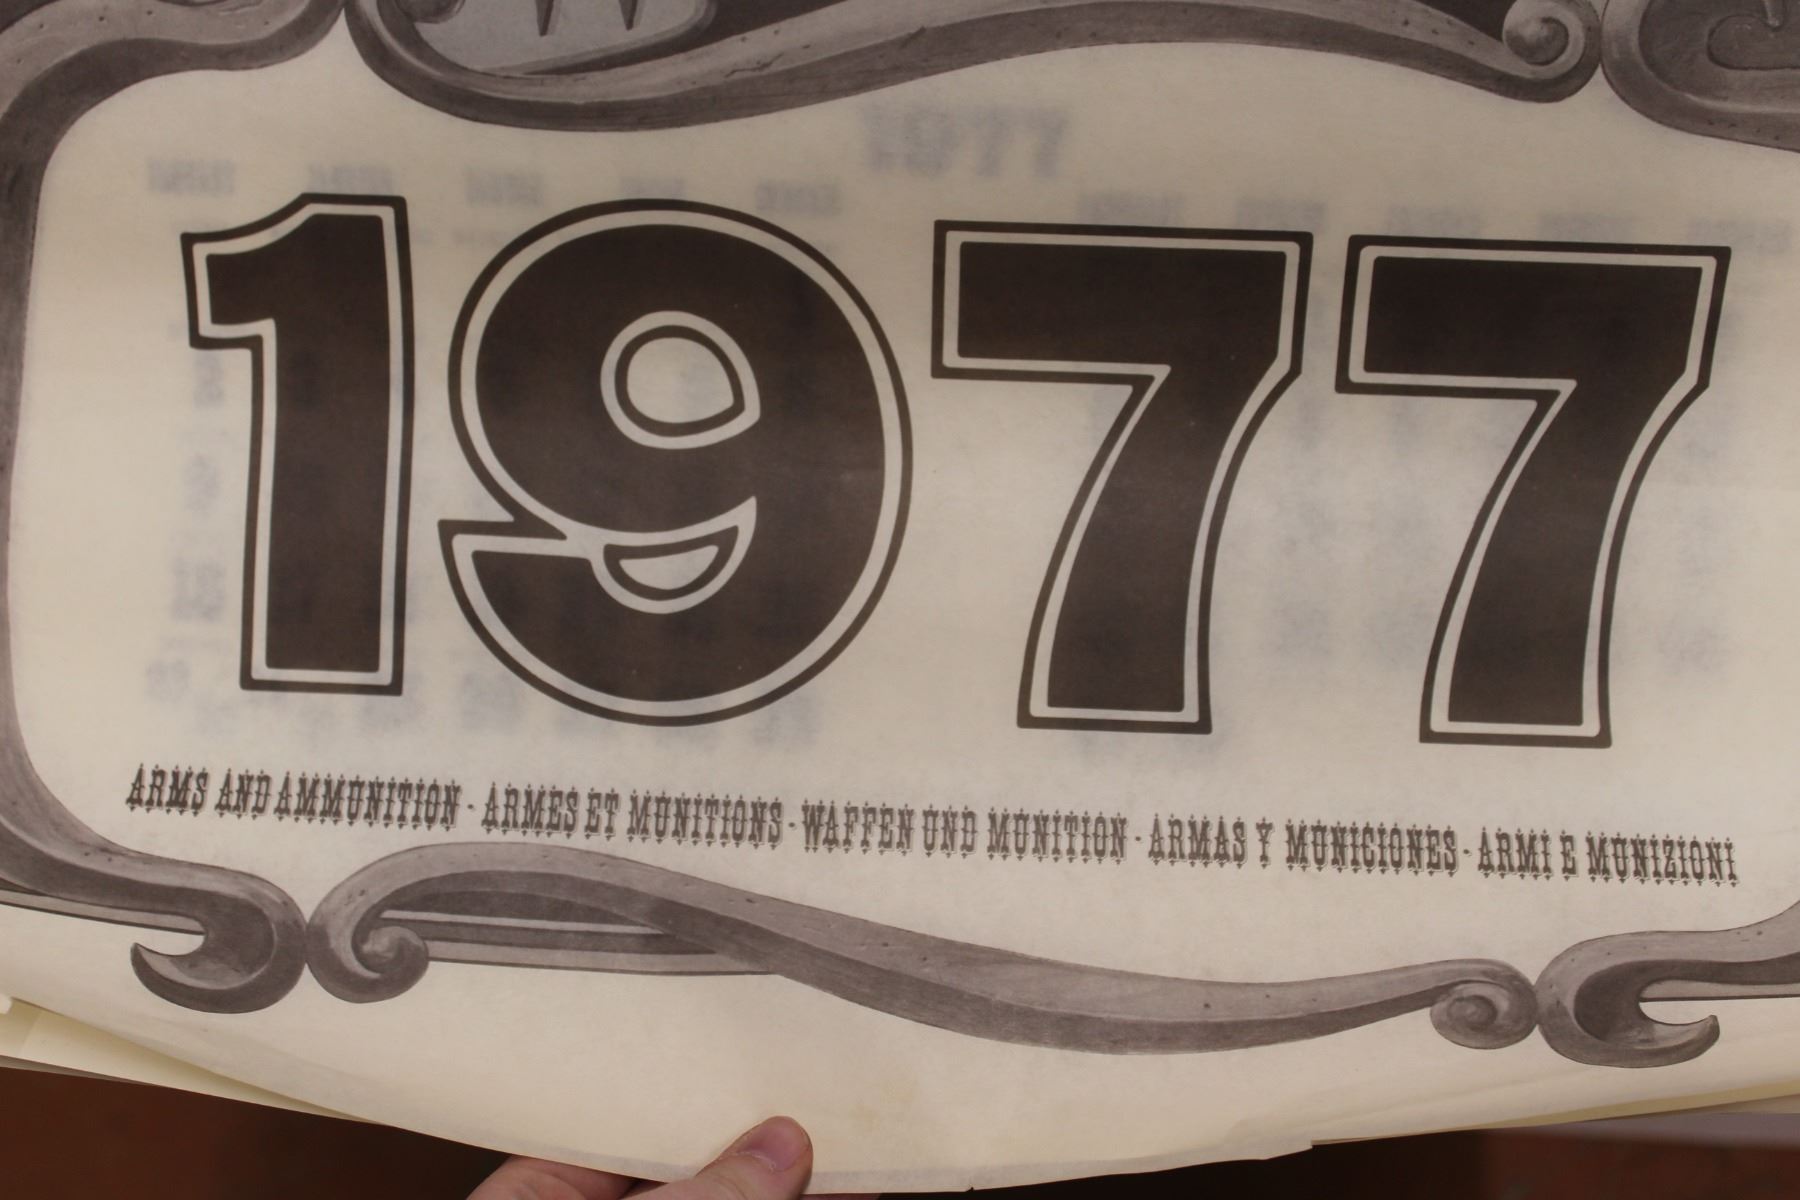 1977
ARMS AND AMMUNITION · ARMES ET MUNITIONS · WAFFEN UND MUNITION · ARMAS Y MUNICIONES · ARMI E MUNIZIONI